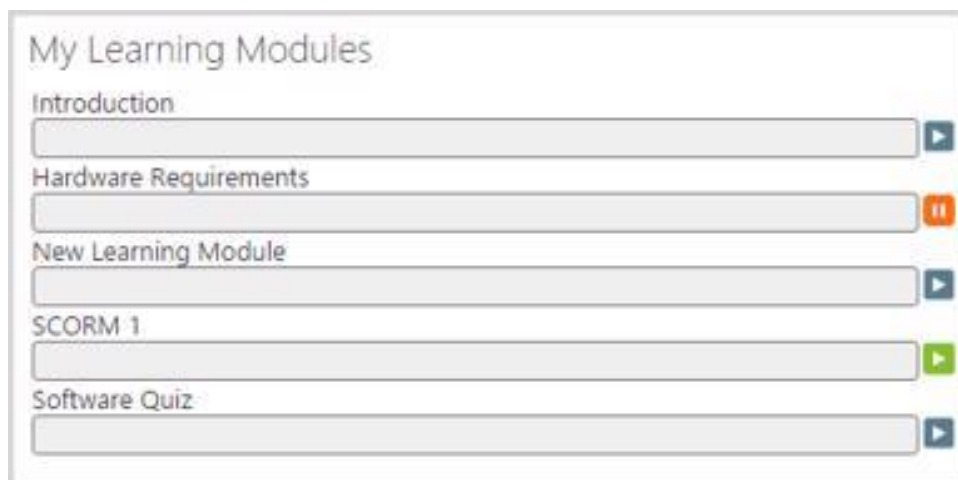 My Learning Modules
Introduction
Hardware Requirements
New Learning Module
SCORM 1
Software Quiz